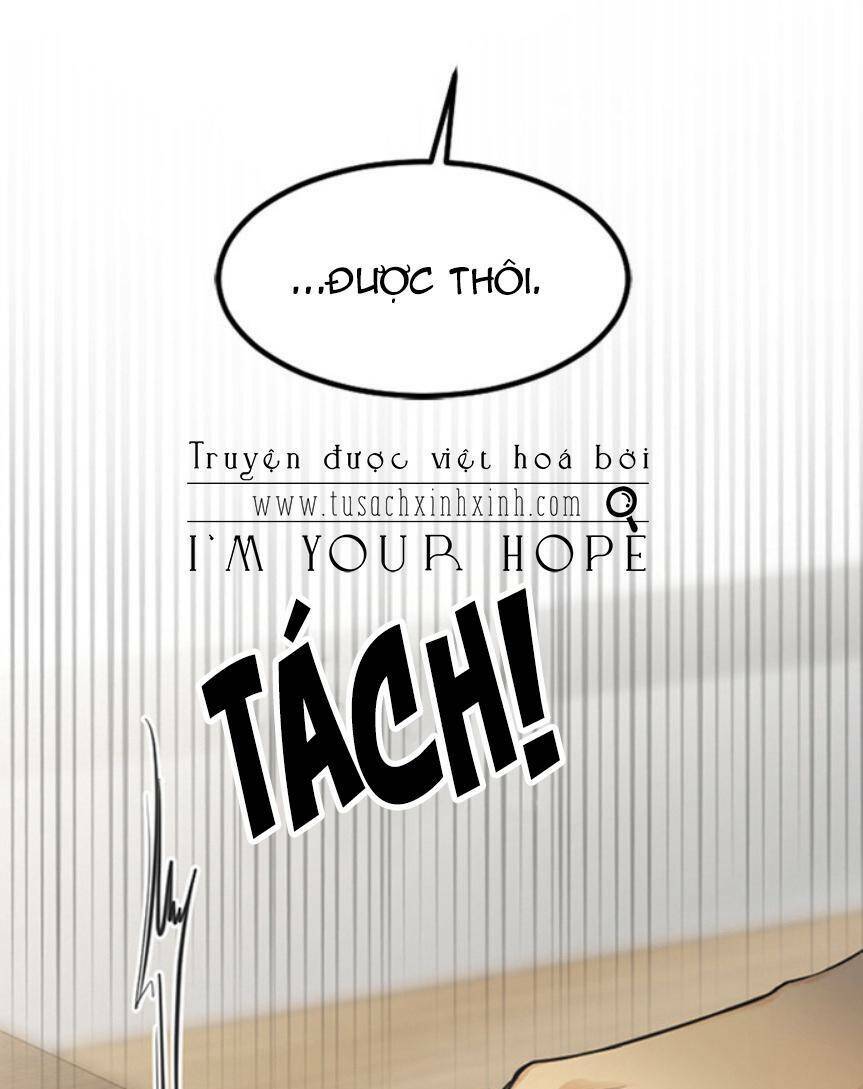 ...ĐƯỢC THÔI.
Truyện được việt hoá bởi
www.tusachxinhxinh.com
I'M YOUR HOPE
TÁCH!